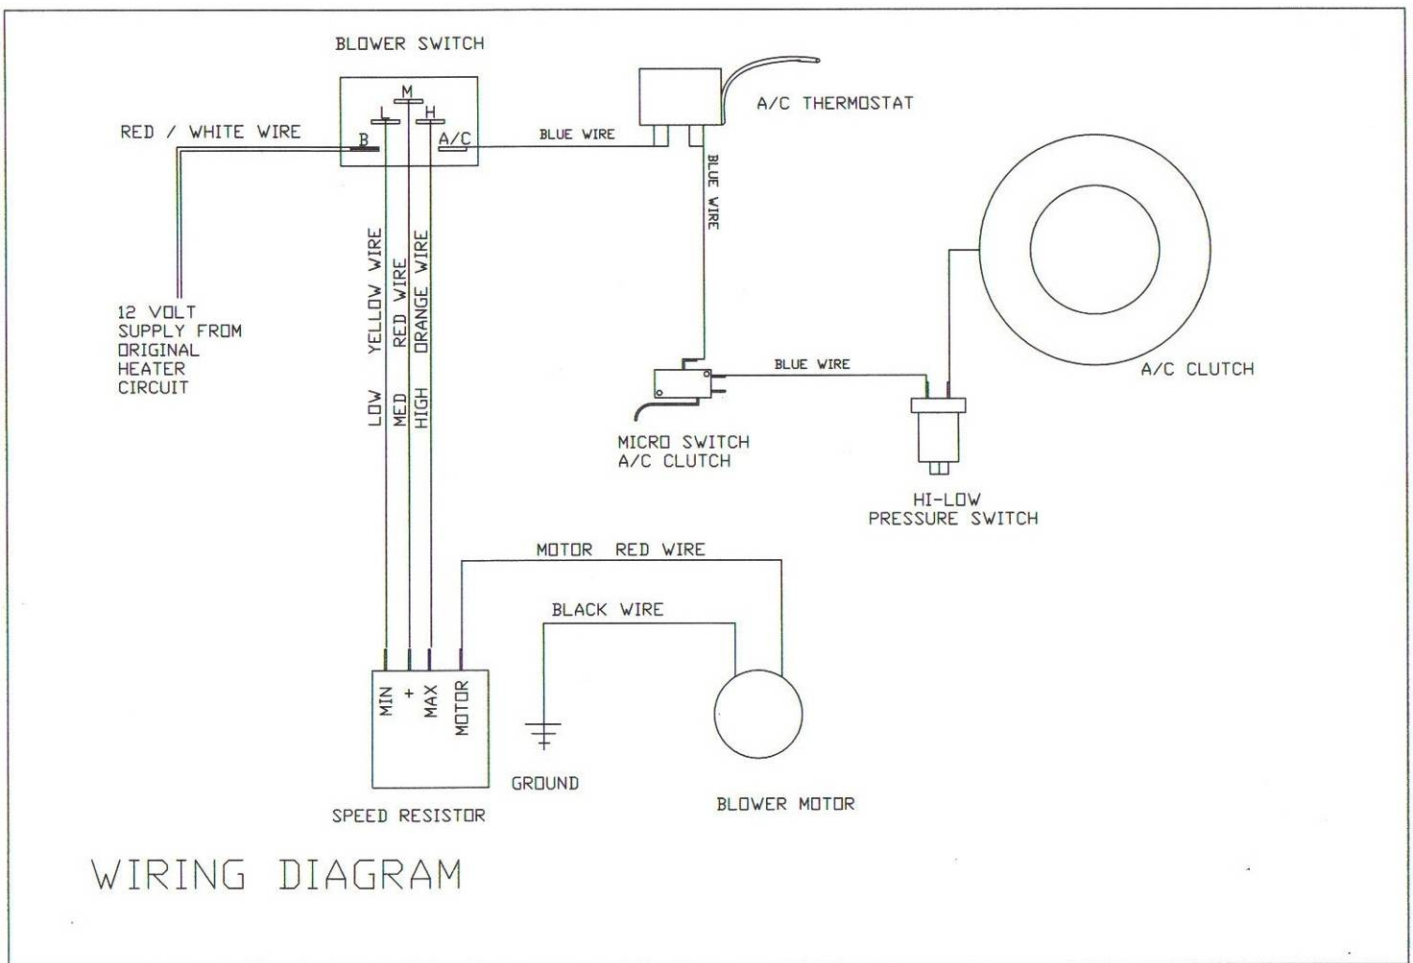 BLOWER SWITCH
M
L H
B A/C
RED / WHITE WIRE
BLUE WIRE
A/C THERMOSTAT
BLUE WIRE
12 VOLT
SUPPLY FROM
ORIGINAL
HEATER
CIRCUIT
LOW YELLOW WIRE
MED RED WIRE
HIGH ORANGE WIRE
BLUE WIRE
A/C CLUTCH
MICRO SWITCH
A/C CLUTCH
HI-LOW
PRESSURE SWITCH
MOTOR RED WIRE
BLACK WIRE
MIN
+
MAX
MOTOR
GROUND
BLOWER MOTOR
SPEED RESISTOR
WIRING DIAGRAM